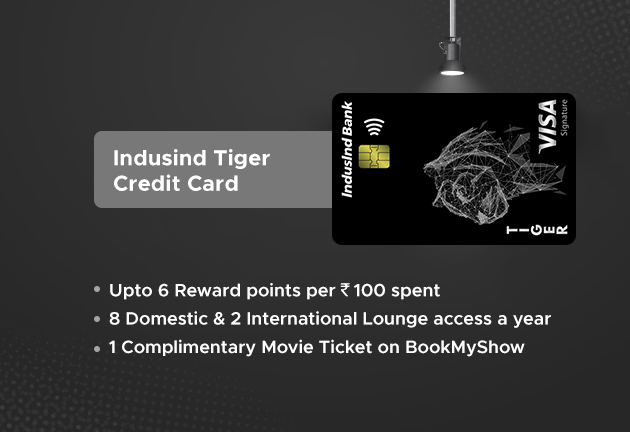 Indusind Tiger
Credit Card
IndusInd Bank
VISA
Signature
TIGER
Upto 6 Reward points per ₹100 spent
8 Domestic & 2 International Lounge access a year
1 Complimentary Movie Ticket on BookMyShow